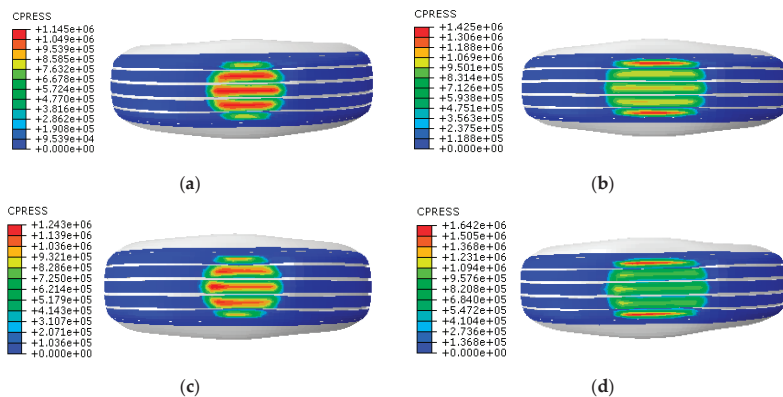 CPRESS
+1.145e+06
+1.049e+06
+9.539e+05
+8.585e+05
+7.632e+05
+6.678e+05
+5.724e+05
+4.770e+05
+3.816e+05
+2.862e+05
+1.908e+05
+9.539e+04
+0.000e+00
(a)
CPRESS
+1.425e+06
+1.306e+06
+1.188e+06
+1.069e+06
+9.501e+05
+8.314e+05
+7.126e+05
+5.938e+05
+4.751e+05
+3.563e+05
+2.375e+05
+1.188e+05
+0.000e+00
(b)
CPRESS
+1.243e+06
+1.139e+06
+1.036e+06
+9.321e+05
+8.286e+05
+7.250e+05
+6.214e+05
+5.179e+05
+4.143e+05
+3.107e+05
+2.071e+05
+1.036e+05
+0.000e+00
(c)
CPRESS
+1.642e+06
+1.505e+06
+1.368e+06
+1.231e+06
+1.094e+06
+9.576e+05
+8.208e+05
+6.840e+05
+5.472e+05
+4.104e+05
+2.736e+05
+1.368e+05
+0.000e+00
(d)